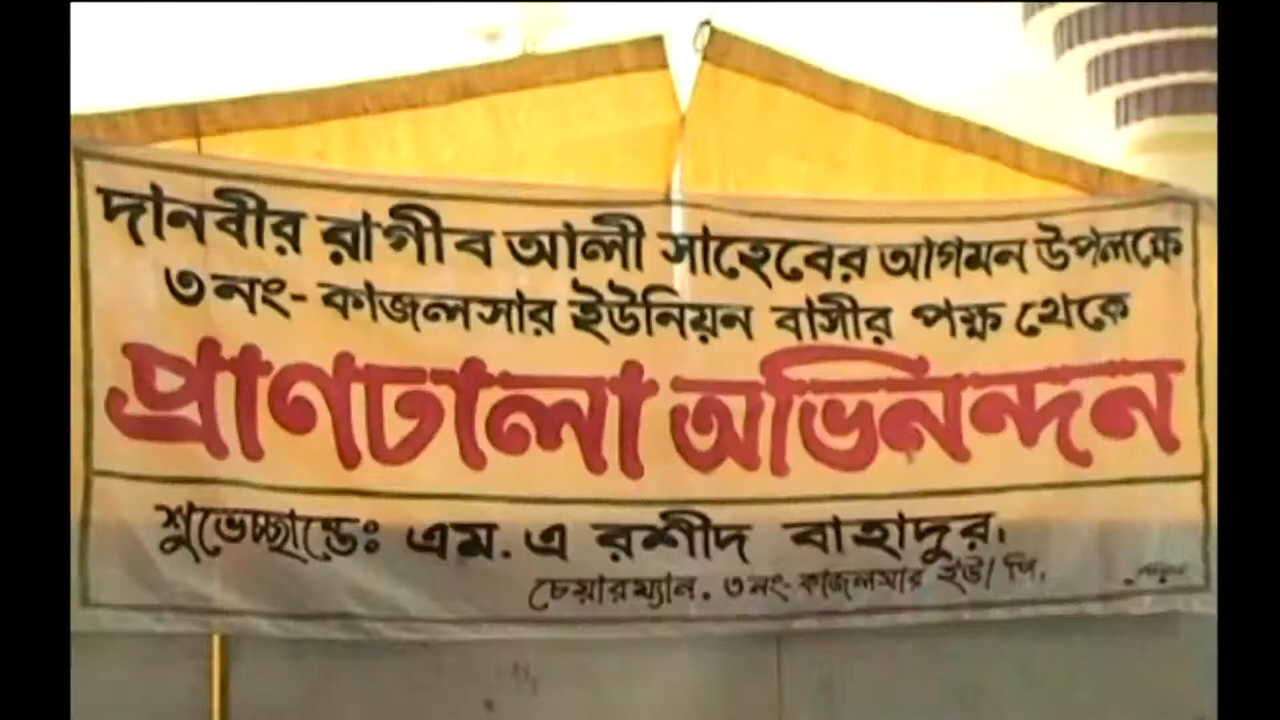 দানবীর রাগীব আলী সাহেবের আগমন উপলক্ষে
৩নং- কাজলসার ইউনিয়ন বাসীর পক্ষ থেকে
প্রাণঢালা অভিনন্দন
শুভেচ্ছান্তেঃ এম. এ রশীদ বাহাদুর.
চেয়ারম্যান. ৩নং- কাজলসার ইউ/ পি.